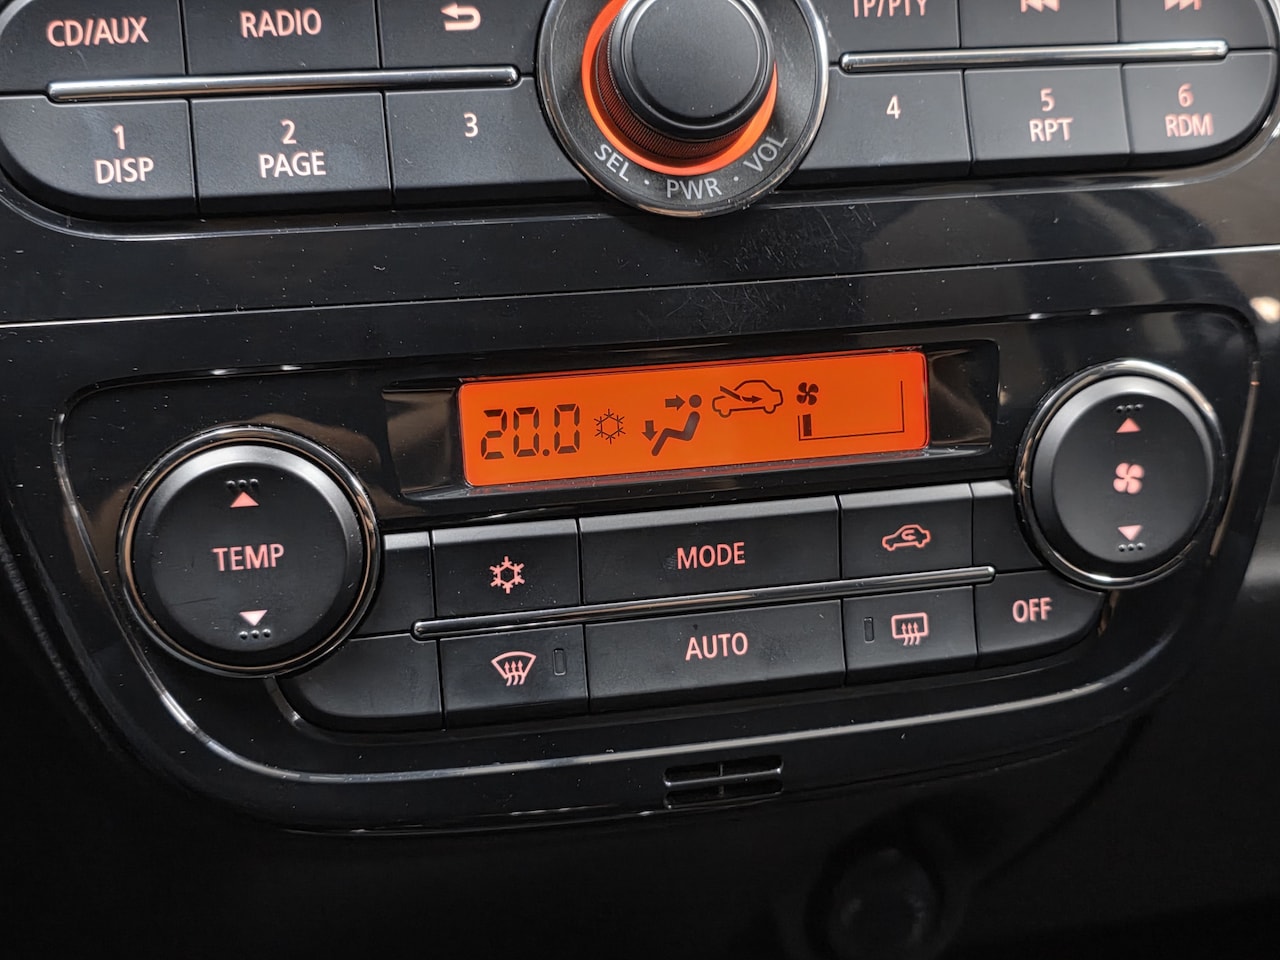 CD/AUX
RADIO
TP/PTY
1
DISP
2
PAGE
3
SEL · PWR · VOL
4
5
RPT
6
RDM
20.0
TEMP
MODE
AUTO
OFF